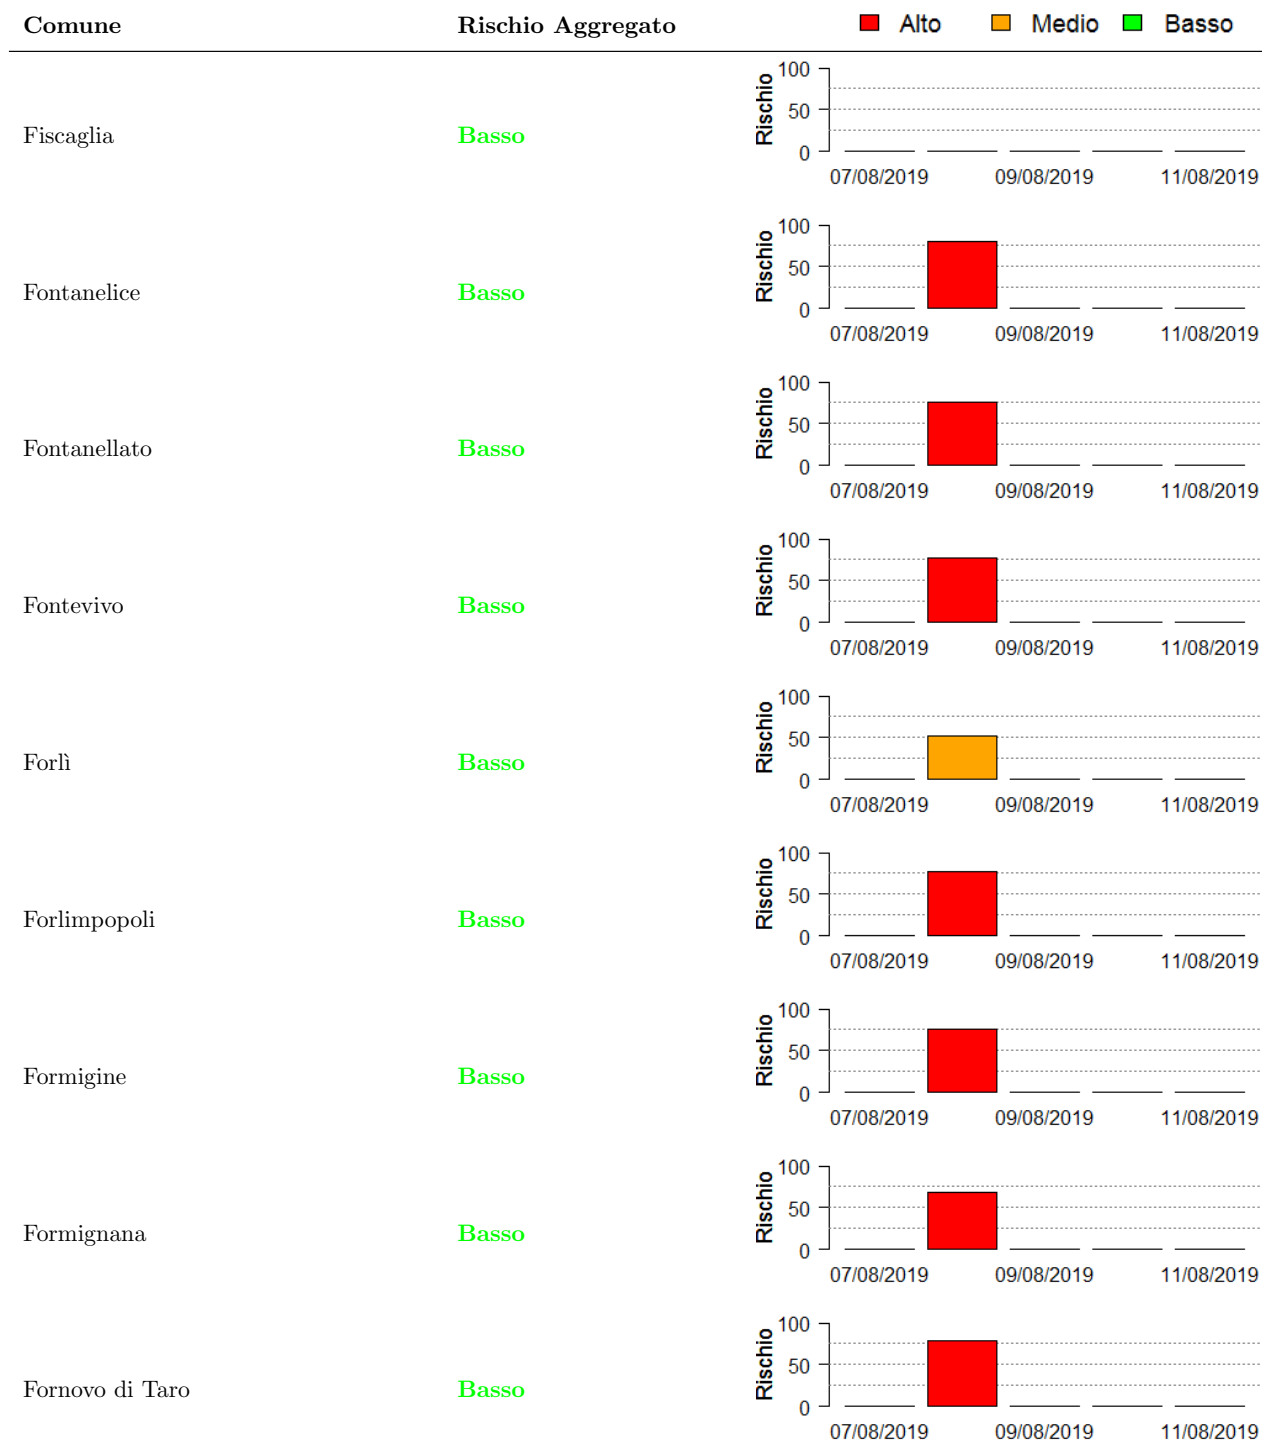 Comune Rischio Aggregato Alto Medio Basso
Rischio
100
50
0
Fiscaglia Basso
07/08/2019 09/08/2019 11/08/2019
Rischio
100
50
0
Fontanelice Basso
07/08/2019 09/08/2019 11/08/2019
Rischio
100
50
0
Fontanellato Basso
07/08/2019 09/08/2019 11/08/2019
Rischio
100
50
0
Fontevivo Basso
07/08/2019 09/08/2019 11/08/2019
Rischio
100
50
0
Forlì Basso
07/08/2019 09/08/2019 11/08/2019
Rischio
100
50
0
Forlimpopoli Basso
07/08/2019 09/08/2019 11/08/2019
Rischio
100
50
0
Formigine Basso
07/08/2019 09/08/2019 11/08/2019
Rischio
100
50
0
Formignana Basso
07/08/2019 09/08/2019 11/08/2019
Rischio
100
50
0
Fornovo di Taro Basso
07/08/2019 09/08/2019 11/08/2019